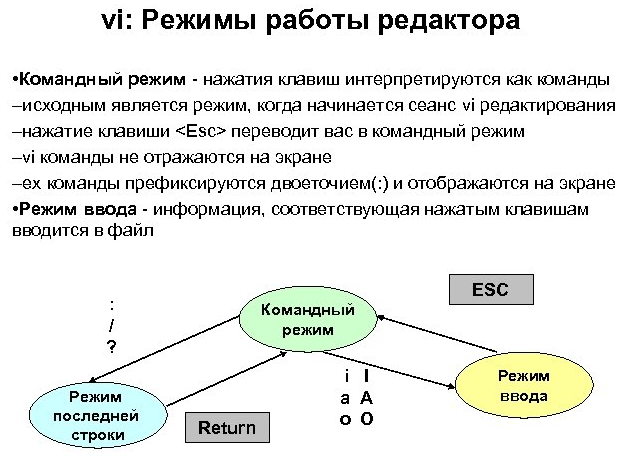 vi: Режимы работы редактора
•Командный режим - нажатия клавиш интерпретируются как команды
–исходным является режим, когда начинается сеанс vi редактирования
–нажатие клавиши <Esc> переводит вас в командный режим
–vi команды не отражаются на экране
–ex команды префиксируются двоеточием(:) и отображаются на экране
•Режим ввода - информация, соответствующая нажатым клавишам
вводится в файл
ESC
:
/
?
Командный
режим
i I
a A
o O
Режим
ввода
Режим
последней
строки
Return